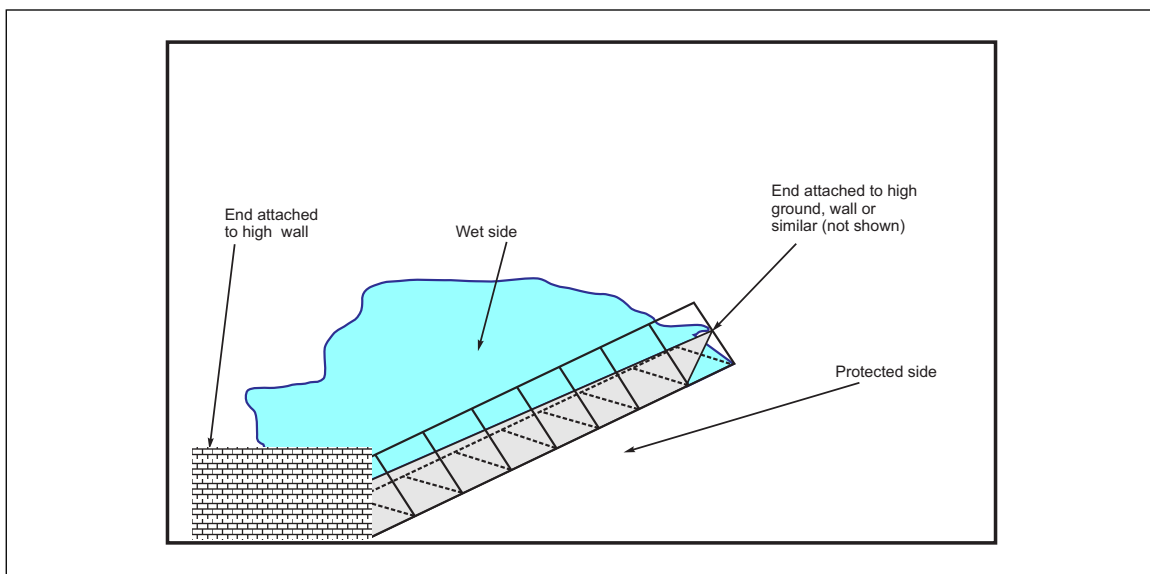 End attached
to high wall
Wet side
End attached to high
ground, wall or
similar (not shown)
Protected side